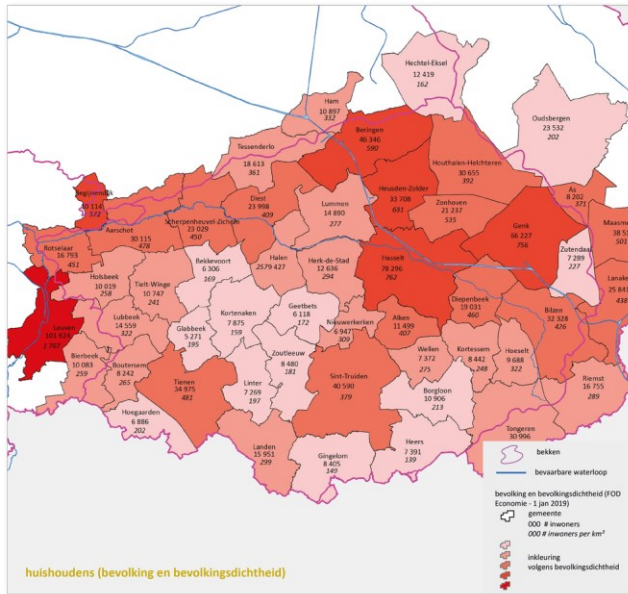 Hechtel-Eksel
12 419
162
Ham
10 897
332
Oudsbergen
23 532
202
Beringen
46 346
590
Tessenderlo
18 613
361
Houthalen-Helchteren
30 655
392
Heusden-Zolder
33 708
631
As
8 202
371
Begijnendijk
10 114
572
Diest
23 998
409
Lummen
14 890
277
Zonhoven
21 237
535
Genk
66 227
756
Maasme
38 5
501
Scherpenheuvel-Zichem
23 029
450
Aarschot
30 115
478
Rotselaar
16 793
451
Zutendaal
7 289
227
Bekkevoort
6 306
169
Halen
2579 427
Herk-de-Stad
12 636
294
Hasselt
78 296
762
Lanake
25 841
438
Holsbeek
10 019
258
Tielt-Winge
10 747
241
Kortenaken
7 875
159
Geetbets
6 118
172
Nieuwerkerken
6 947
309
Alken
11 499
407
Diepenbeek
19 031
460
Bilzen
32 328
426
Leuven
101 624
1 767
Lubbeek
14 559
322
Glabbeek
5 271
195
Zoutleeuw
8 480
181
Wellen
7 372
275
Kortessem
8 442
248
Hoeselt
9 688
322
Bierbeek
10 083
259
Boutersem
8 242
265
Tienen
34 975
481
Linter
7 269
197
Sint-Truiden
40 590
379
Borgloon
10 906
213
Riemst
16 755
289
Hoegaarden
6 886
202
Landen
15 951
299
Gingelom
8 405
149
Heers
7 391
139
Tongeren
30 996
bekken
bevaarbare waterloop
bevolking en bevolkingsdichtheid (FOD
Economie - 1 jan 2019)
gemeente
000 # inwoners
000 # inwoners per km²
inkleuring
volgens bevolkingsdichtheid
huishoudens (bevolking en bevolkingsdichtheid)